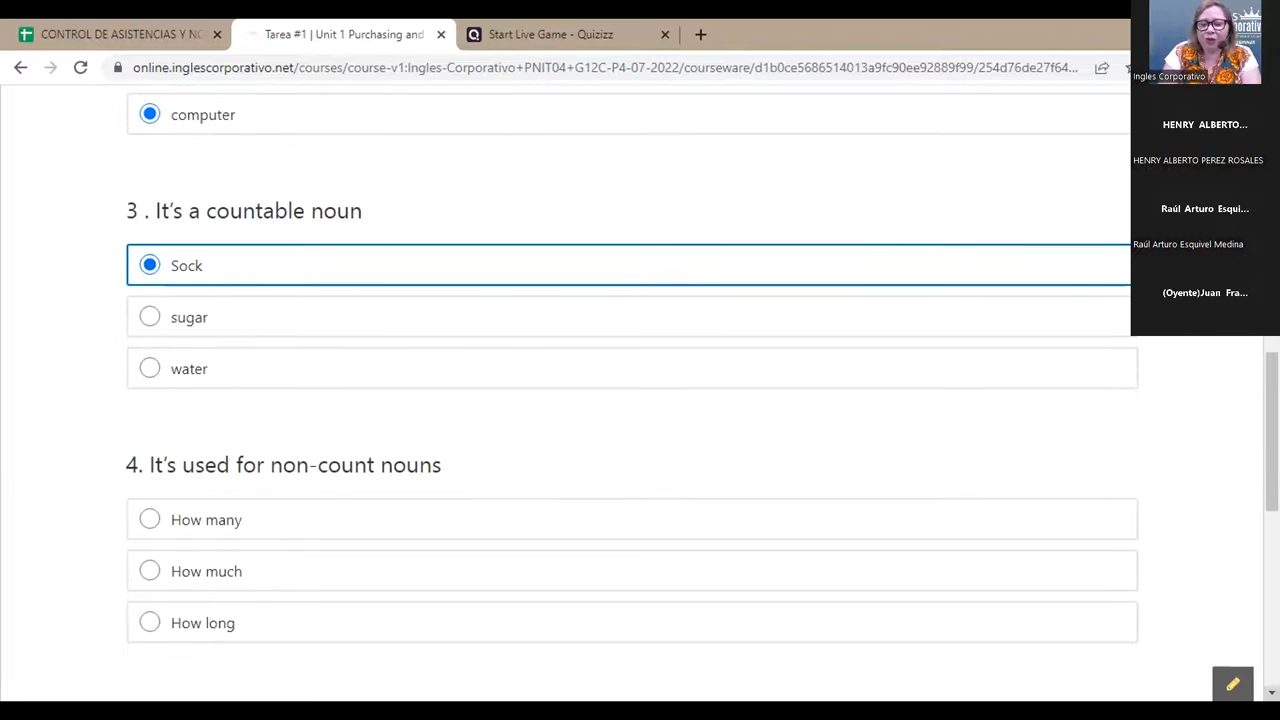 CONTROL DE ASISTENCIAS Y NO
Tarea #1 | Unit 1 Purchasing and
Start Live Game - Quizizz
online.inglescorporativo.net/courses/course-v1:Ingles-Corporativo+PNIT04+G12C-P4-07-2022/courseware/d1b0ce5686514013a9fc90ee92889f99/254d76de27f64...
Ingles Corporativo
HENRY ALBERTO...
HENRY ALBERTO PEREZ ROSALES
Raúl Arturo Esqui...
Raúl Arturo Esquivel Medina
(Oyente)Juan Fra...
computer
3 . It’s a countable noun
Sock
sugar
water
4. It’s used for non-count nouns
How many
How much
How long